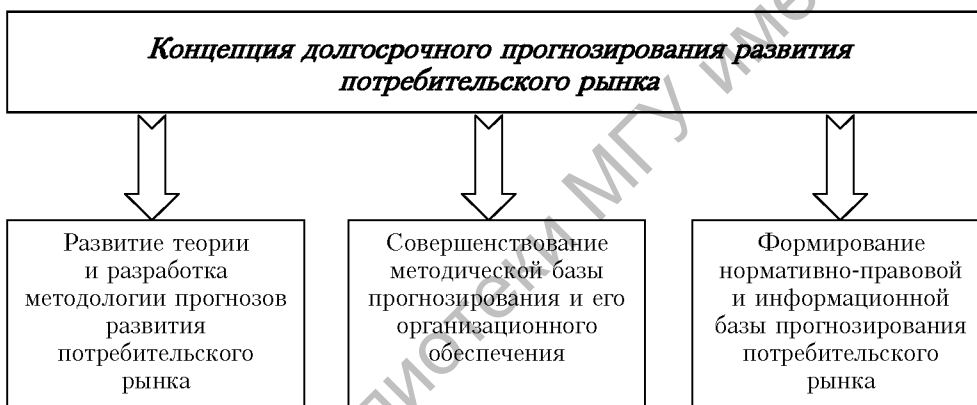 Концепция долгосрочного прогнозирования развития
потребительского рынка
Развитие теории
и разработка
методологии прогнозов
развития
потребительского
рынка
Совершенствование
методической базы
прогнозирования и его
организационного
обеспечения
Формирование
нормативно-правовой
и информационной
базы прогнозирования
потребительского
рынка
МГУ